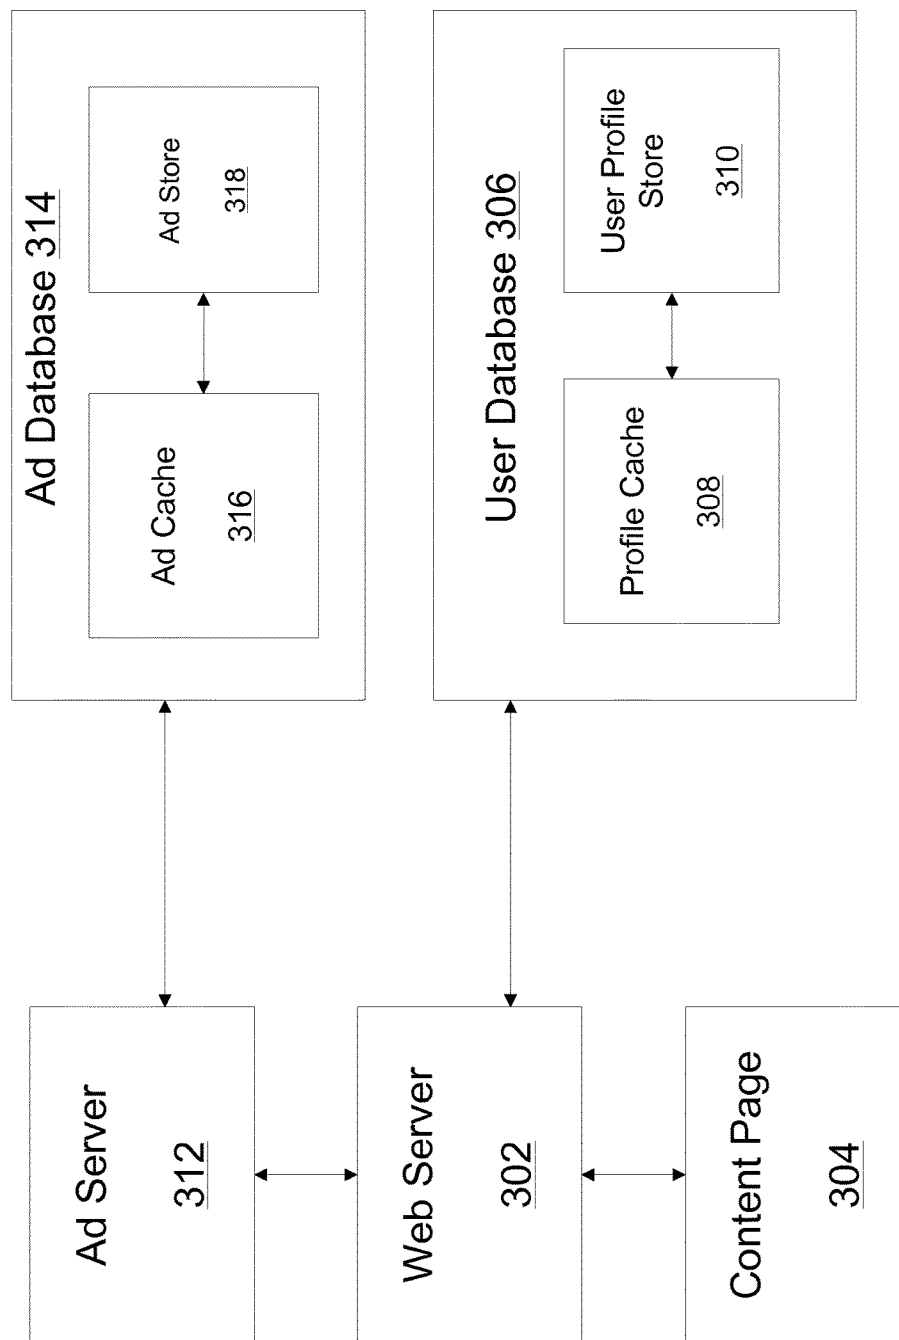 Ad Database 314
Ad Cache
316
Ad Store
318
User Database 306
Profile Cache
308
User Profile
Store
310
Ad Server
312
Web Server
302
Content Page
304